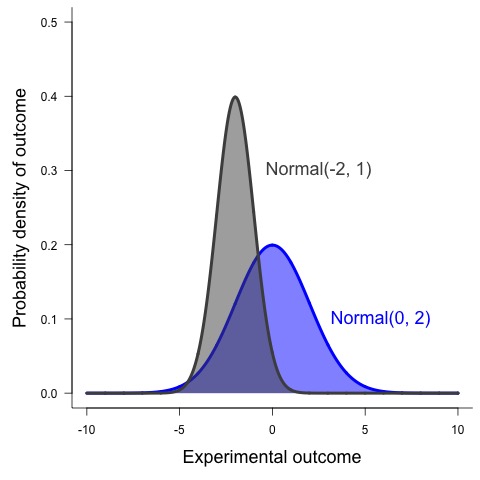 0.5
0.4
Normal(-2, 1)
0.3
0.2
Normal(0, 2)
0.1
0.0
Probability density of outcome
-10 -5 0 5 10
Experimental outcome